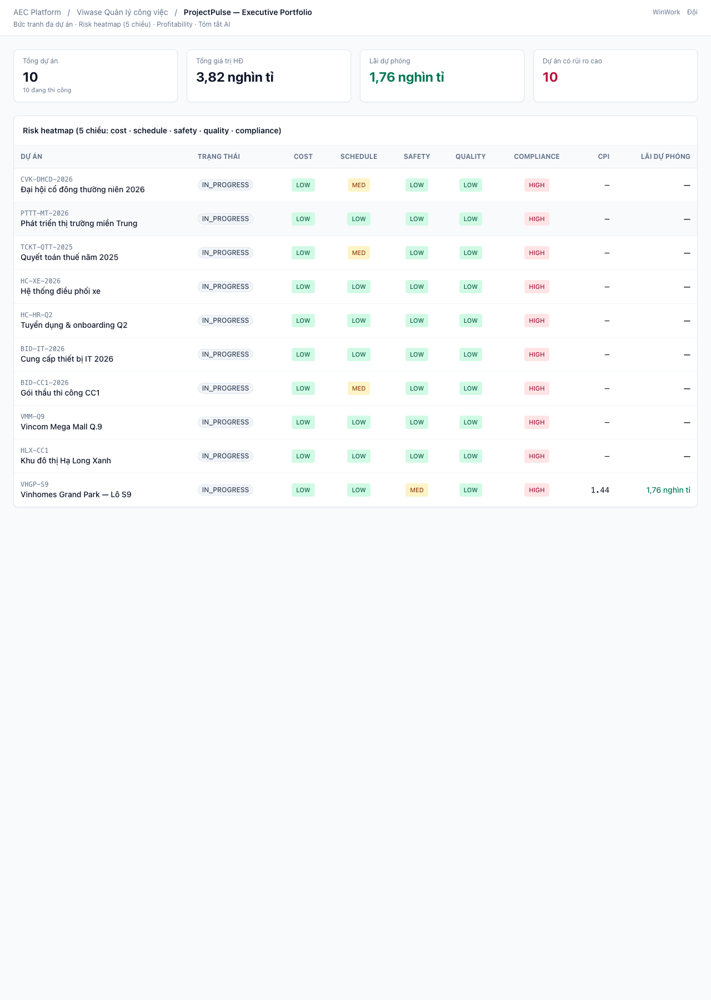 AEC Platform / Viwase Quản lý công việc / ProjectPulse — Executive Portfolio
WinWork Đội
Bức tranh đa dự án · Risk heatmap (5 chiều) · Profitability · Tóm tắt AI
Tổng dự án
10
10 đang thi công
Tổng giá trị HĐ
3,82 nghìn tỉ
Lãi dự phóng
1,76 nghìn tỉ
Dự án có rủi ro cao
10
Risk heatmap (5 chiều: cost · schedule · safety · quality · compliance)
DỰ ÁN TRẠNG THÁI COST SCHEDULE SAFETY QUALITY COMPLIANCE CPI LÃI DỰ PHÓNG
CVK-DHCD-2026
Đại hội cổ đông thường niên 2026 IN_PROGRESS LOW MED LOW LOW HIGH — —
PTTT-MT-2026
Phát triển thị trường miền Trung IN_PROGRESS LOW LOW LOW LOW HIGH — —
TCKT-QTT-2025
Quyết toán thuế năm 2025 IN_PROGRESS LOW MED LOW LOW HIGH — —
HC-XE-2026
Hệ thống điều phối xe IN_PROGRESS LOW LOW LOW LOW HIGH — —
HC-HR-Q2
Tuyển dụng & onboarding Q2 IN_PROGRESS LOW LOW LOW LOW HIGH — —
BID-IT-2026
Cung cấp thiết bị IT 2026 IN_PROGRESS LOW LOW LOW LOW HIGH — —
BID-CC1-2026
Gói thầu thi công CC1 IN_PROGRESS LOW MED LOW LOW HIGH — —
VMM-Q9
Vincom Mega Mall Q.9 IN_PROGRESS LOW LOW LOW LOW HIGH — —
HLX-CC1
Khu đô thị Hạ Long Xanh IN_PROGRESS LOW LOW LOW LOW HIGH — —
VHGP-S9
Vinhomes Grand Park — Lô S9 IN_PROGRESS LOW LOW MED LOW HIGH 1.44 1,76 nghìn tỉ